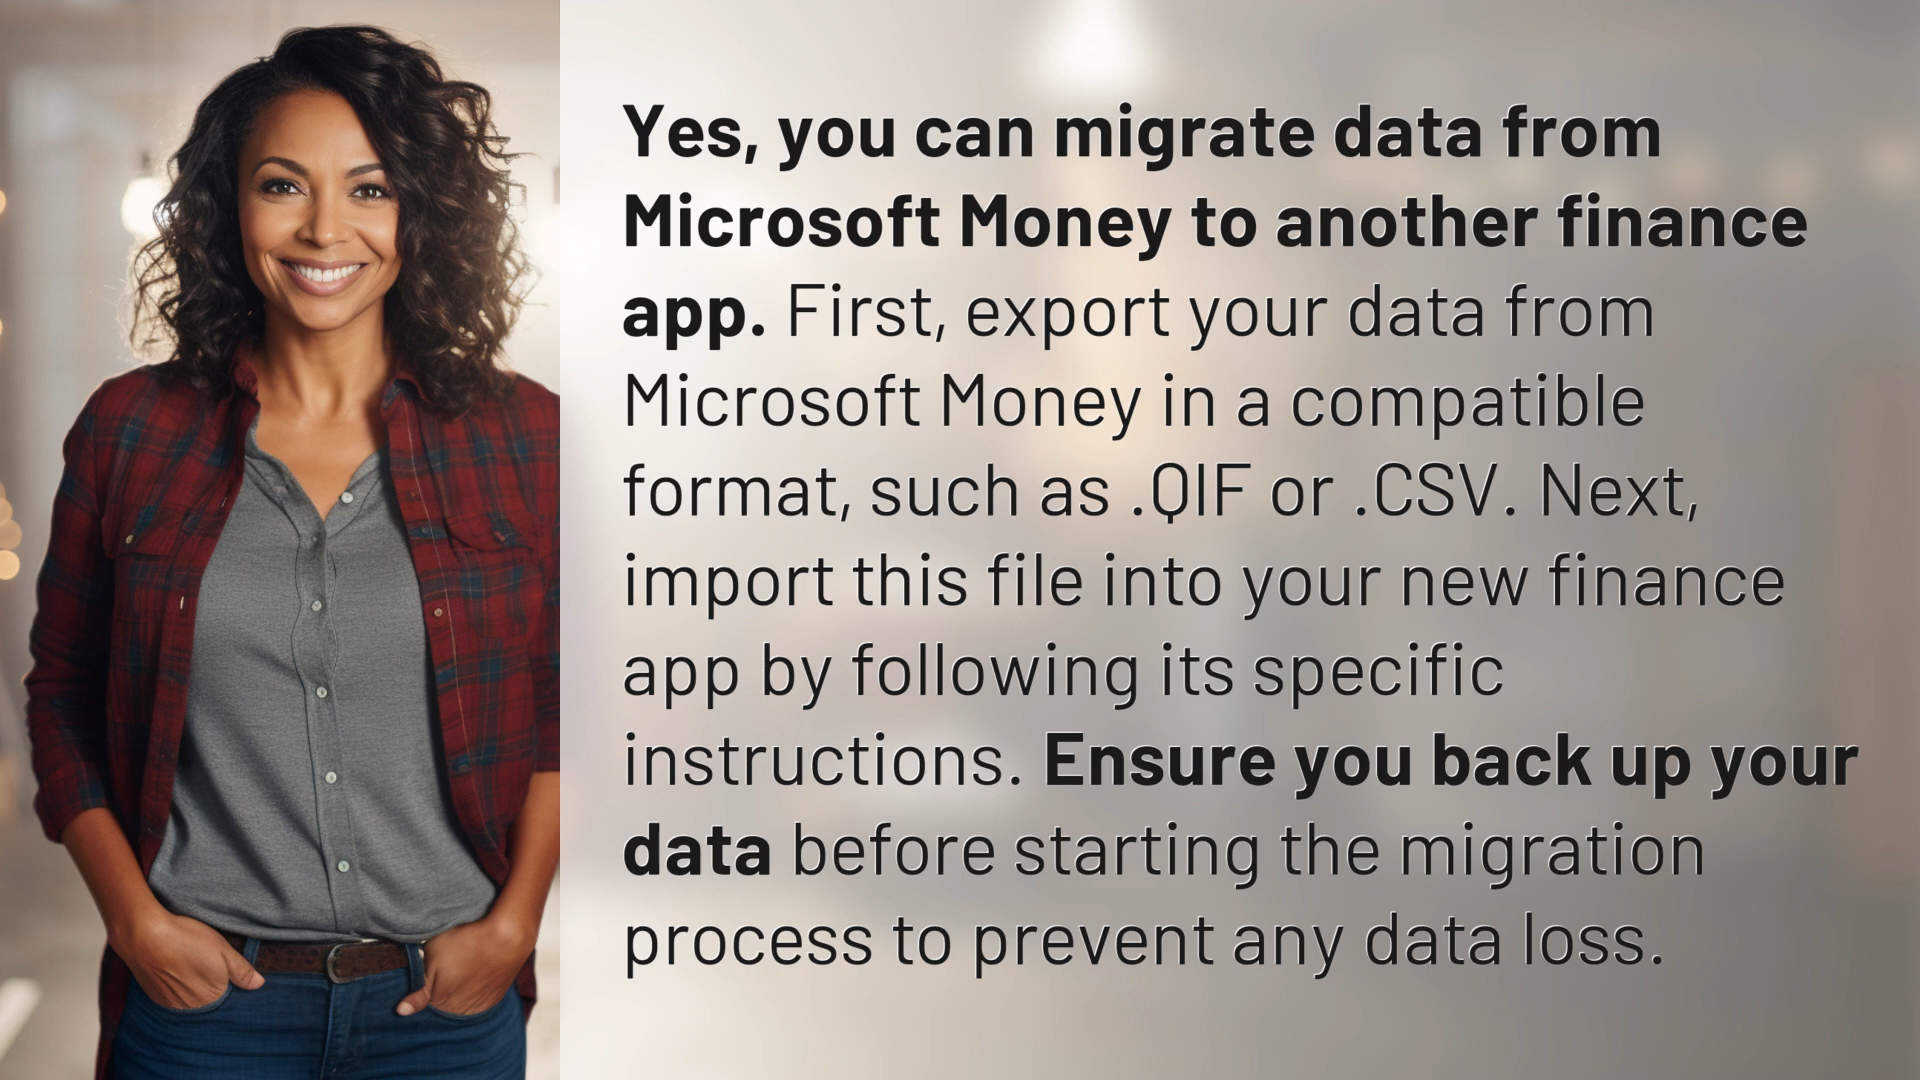 Yes, you can migrate data from
Microsoft Money to another finance
app. First, export your data from
Microsoft Money in a compatible
format, such as .QIF or .CSV. Next,
import this file into your new finance
app by following its specific
instructions. Ensure you back up your
data before starting the migration
process to prevent any data loss.